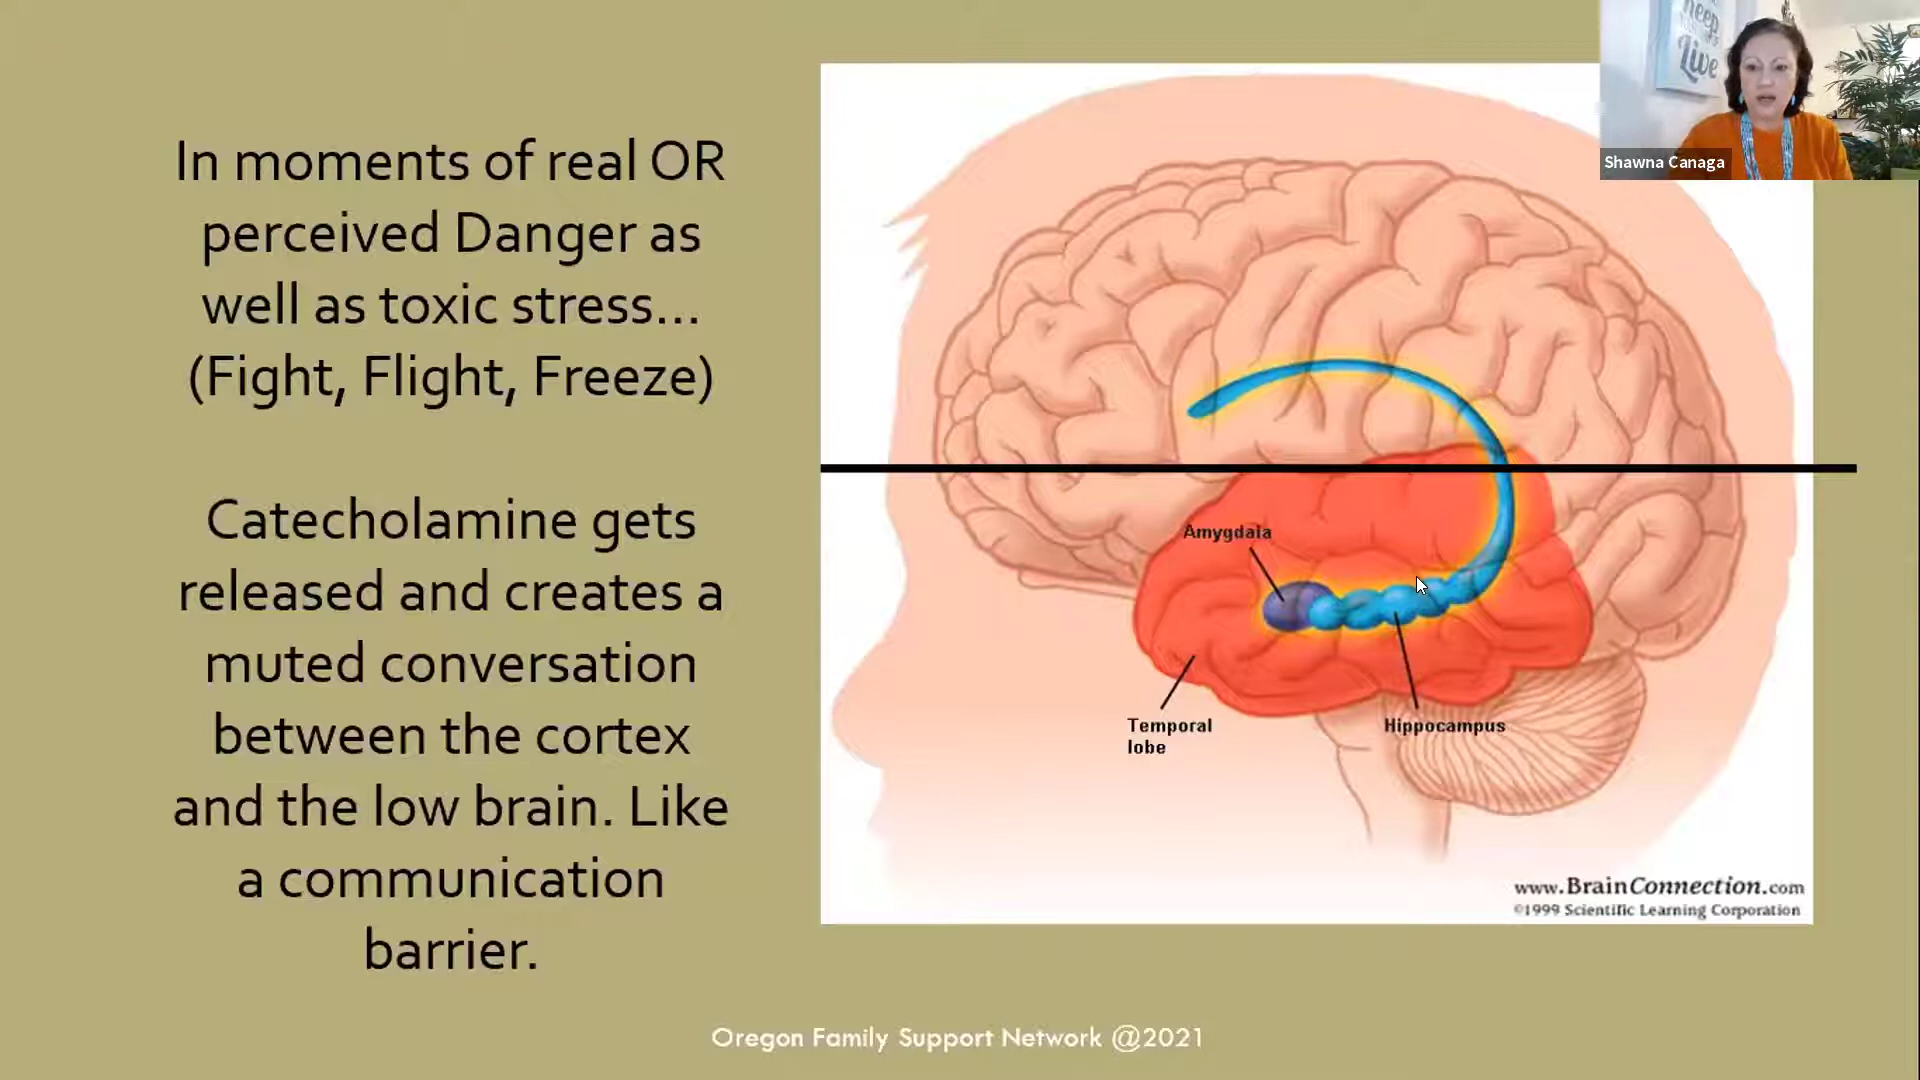 In moments of real OR
perceived Danger as
well as toxic stress...
(Fight, Flight, Freeze)
Catecholamine gets
released and creates a
muted conversation
between the cortex
and the low brain. Like
a communication
barrier.
Amygdala
Temporal
lobe
Hippocampus
www.BrainConnection.com
©1999 Scientific Learning Corporation
Live
Shawna Canaga
Oregon Family Support Network @2021